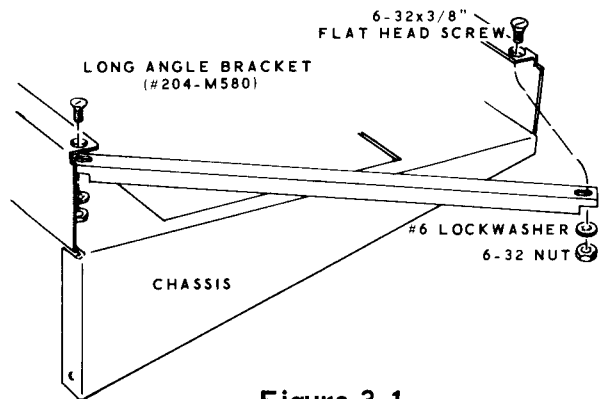 6-32x3/8"
FLAT HEAD SCREW
LONG ANGLE BRACKET
(#204-M580)
#6 LOCKWASHER
6-32 NUT
CHASSIS
Figure 3-1